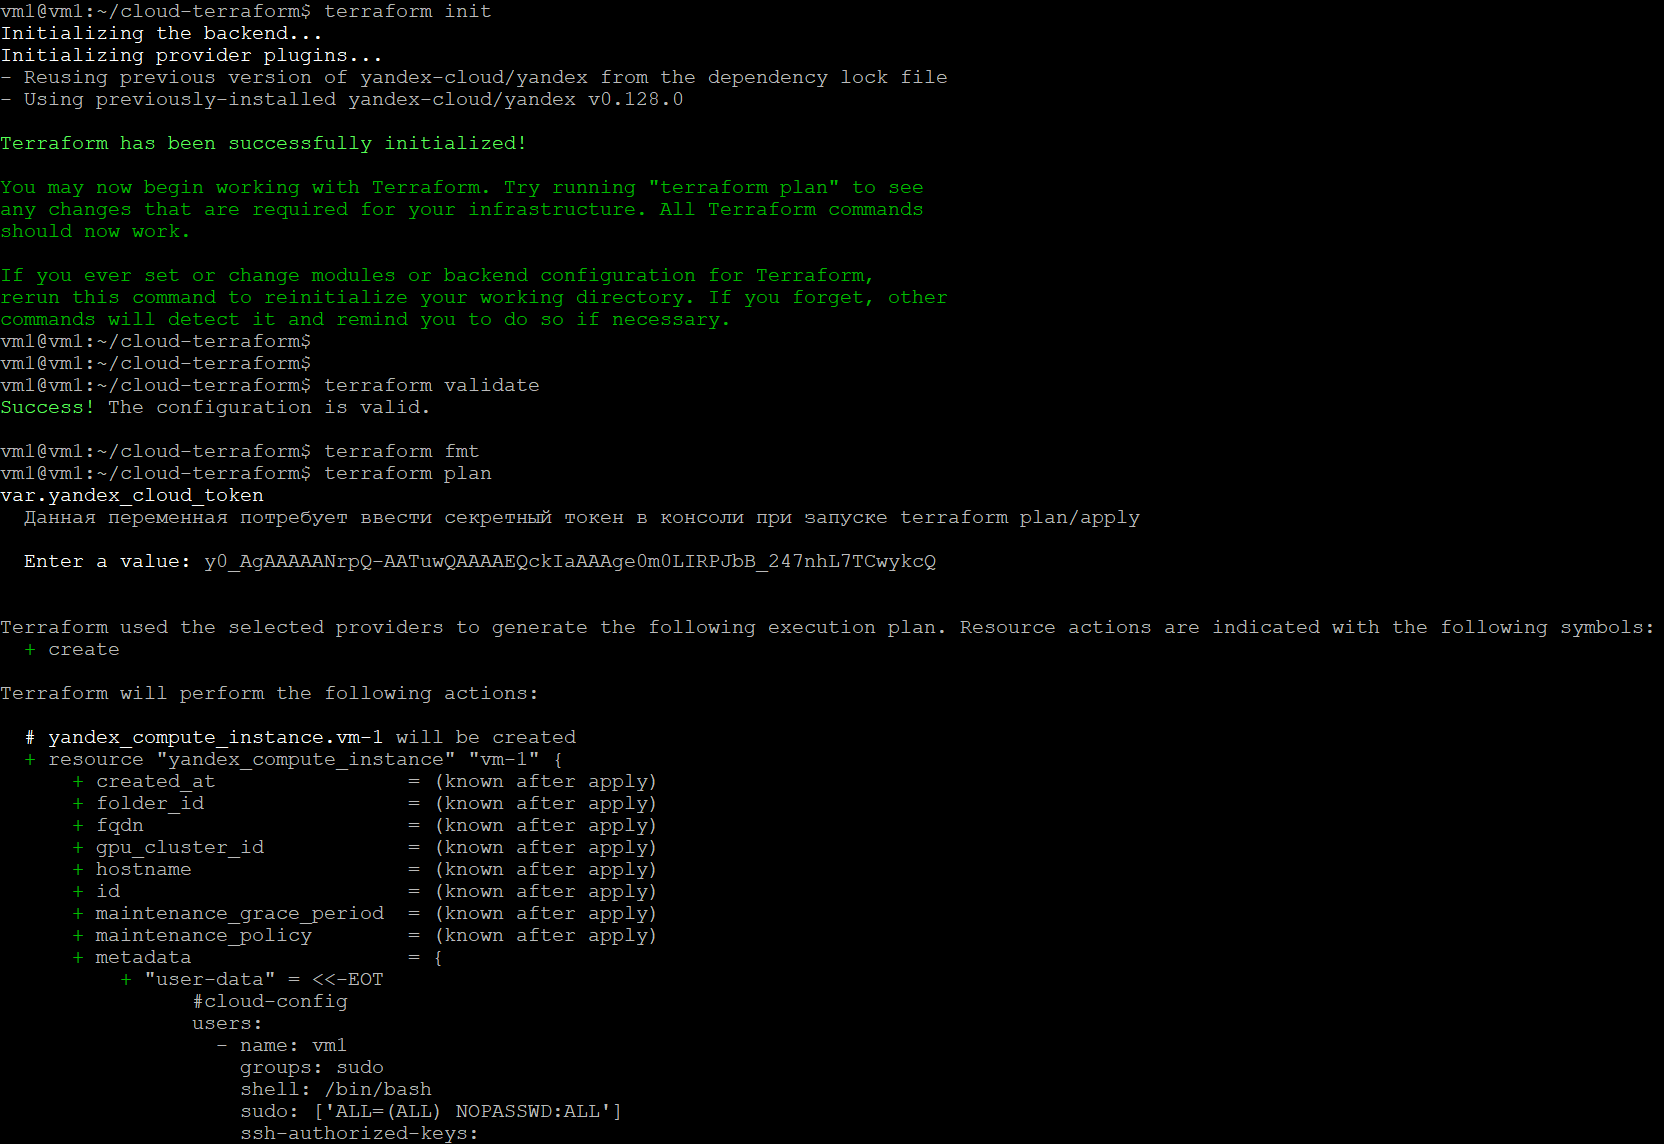 vm1@vm1:~/cloud-terraform$ terraform init
Initializing the backend...
Initializing provider plugins...
- Reusing previous version of yandex-cloud/yandex from the dependency lock file
- Using previously-installed yandex-cloud/yandex v0.128.0
Terraform has been successfully initialized!
You may now begin working with Terraform. Try running "terraform plan" to see
any changes that are required for your infrastructure. All Terraform commands
should now work.
If you ever set or change modules or backend configuration for Terraform,
rerun this command to reinitialize your working directory. If you forget, other
commands will detect it and remind you to do so if necessary.
vm1@vm1:~/cloud-terraform$
vm1@vm1:~/cloud-terraform$
vm1@vm1:~/cloud-terraform$ terraform validate
Success! The configuration is valid.
vm1@vm1:~/cloud-terraform$ terraform fmt
vm1@vm1:~/cloud-terraform$ terraform plan
var.yandex_cloud_token
Данная переменная потребует ввести секретный токен в консоли при запуске terraform plan/apply
Enter a value: y0_AgAAAAANrpQ-AATuwQAAAAEQckIaAAAge0m0LIRPJbB_247nhL7TCwykcQ
Terraform used the selected providers to generate the following execution plan. Resource actions are indicated with the following symbols:
+ create
Terraform will perform the following actions:
# yandex_compute_instance.vm-1 will be created
+ resource "yandex_compute_instance" "vm-1" {
+ created_at = (known after apply)
+ folder_id = (known after apply)
+ fqdn = (known after apply)
+ gpu_cluster_id = (known after apply)
+ hostname = (known after apply)
+ id = (known after apply)
+ maintenance_grace_period = (known after apply)
+ maintenance_policy = (known after apply)
+ metadata = {
+ "user-data" = <<-EOT
#cloud-config
users:
- name: vm1
groups: sudo
shell: /bin/bash
sudo: ['ALL=(ALL) NOPASSWD:ALL']
ssh-authorized-keys: